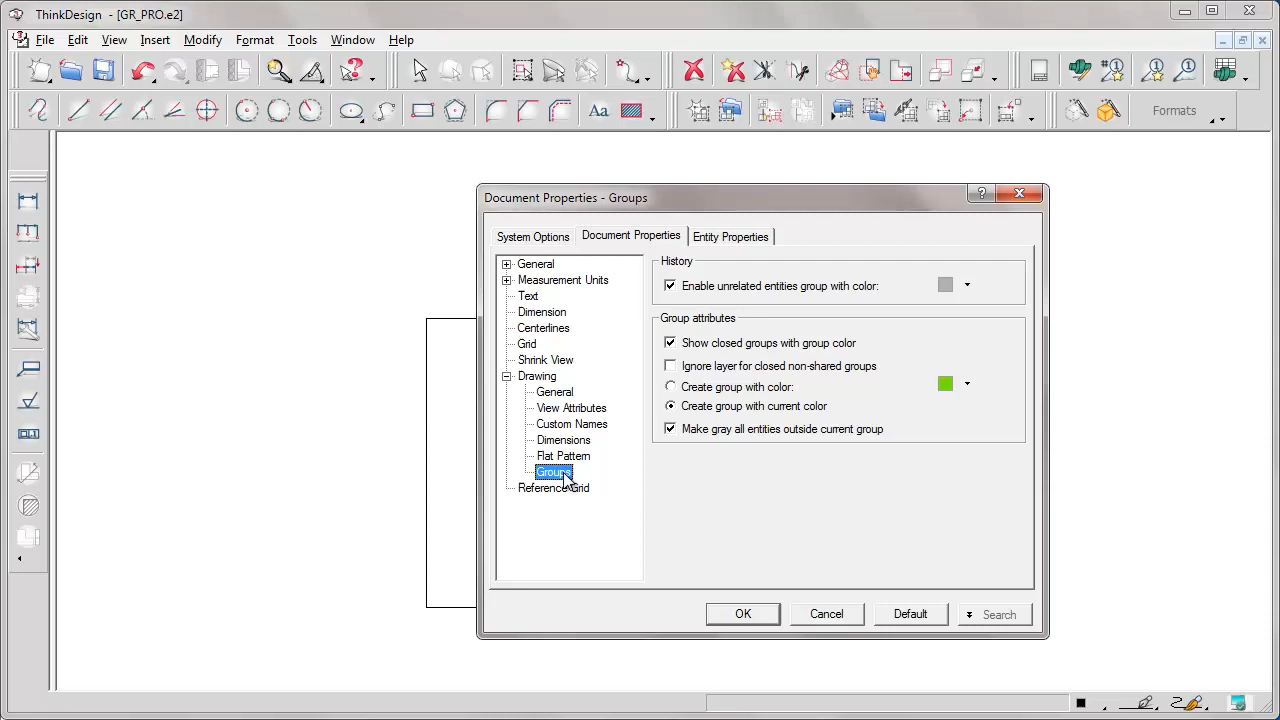 ThinkDesign - [GR_PRO.e2]
File Edit View Insert Modify Format Tools Window Help
Aa Formats
Document Properties - Groups
System Options Document Properties Entity Properties
General
Measurement Units
Text
Dimension
Centerlines
Grid
Shrink View
Drawing
General
View Attributes
Custom Names
Dimensions
Flat Pattern
Groups
Reference Grid
History
Enable unrelated entities group with color:
Group attributes
Show closed groups with group color
Ignore layer for closed non-shared groups
Create group with color:
Create group with current color
Make gray all entities outside current group
OK Cancel Default Search